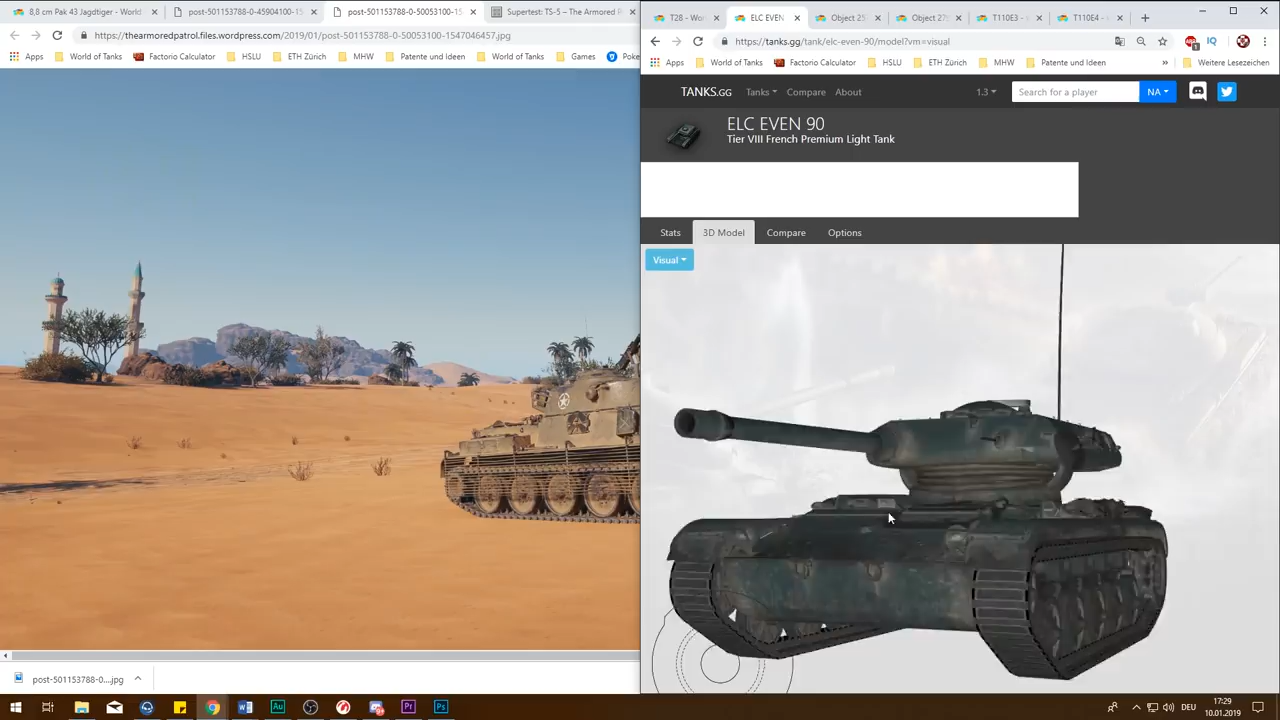 8,8 cm Pak 43 Jagdtiger - World
post-501153788-0-45904100-15
post-501153788-0-50053100-15
Supertest: TS-5 – The Armored P
https://thearmoredpatrol.files.wordpress.com/2019/01/post-501153788-0-50053100-1547046457.jpg
Apps
World of Tanks
Factorio Calculator
HSLU
ETH Zürich
MHW
Patente und Ideen
World of Tanks
Games
Poke
post-501153788-0....jpg
T28 - Wor
ELC EVEN
Object 25
Object 27
T110E3 -
T110E4 -
https://tanks.gg/tank/elc-even-90/model?vm=visual
Apps
World of Tanks
Factorio Calculator
HSLU
ETH Zürich
MHW
Patente und Ideen
»
Weitere Lesezeichen
TANKS.GG
Tanks
Compare
About
1.3
Search for a player
NA
ELC EVEN 90
Tier VIII French Premium Light Tank
Stats
3D Model
Compare
Options
Visual
DEU
17:29
10.01.2019